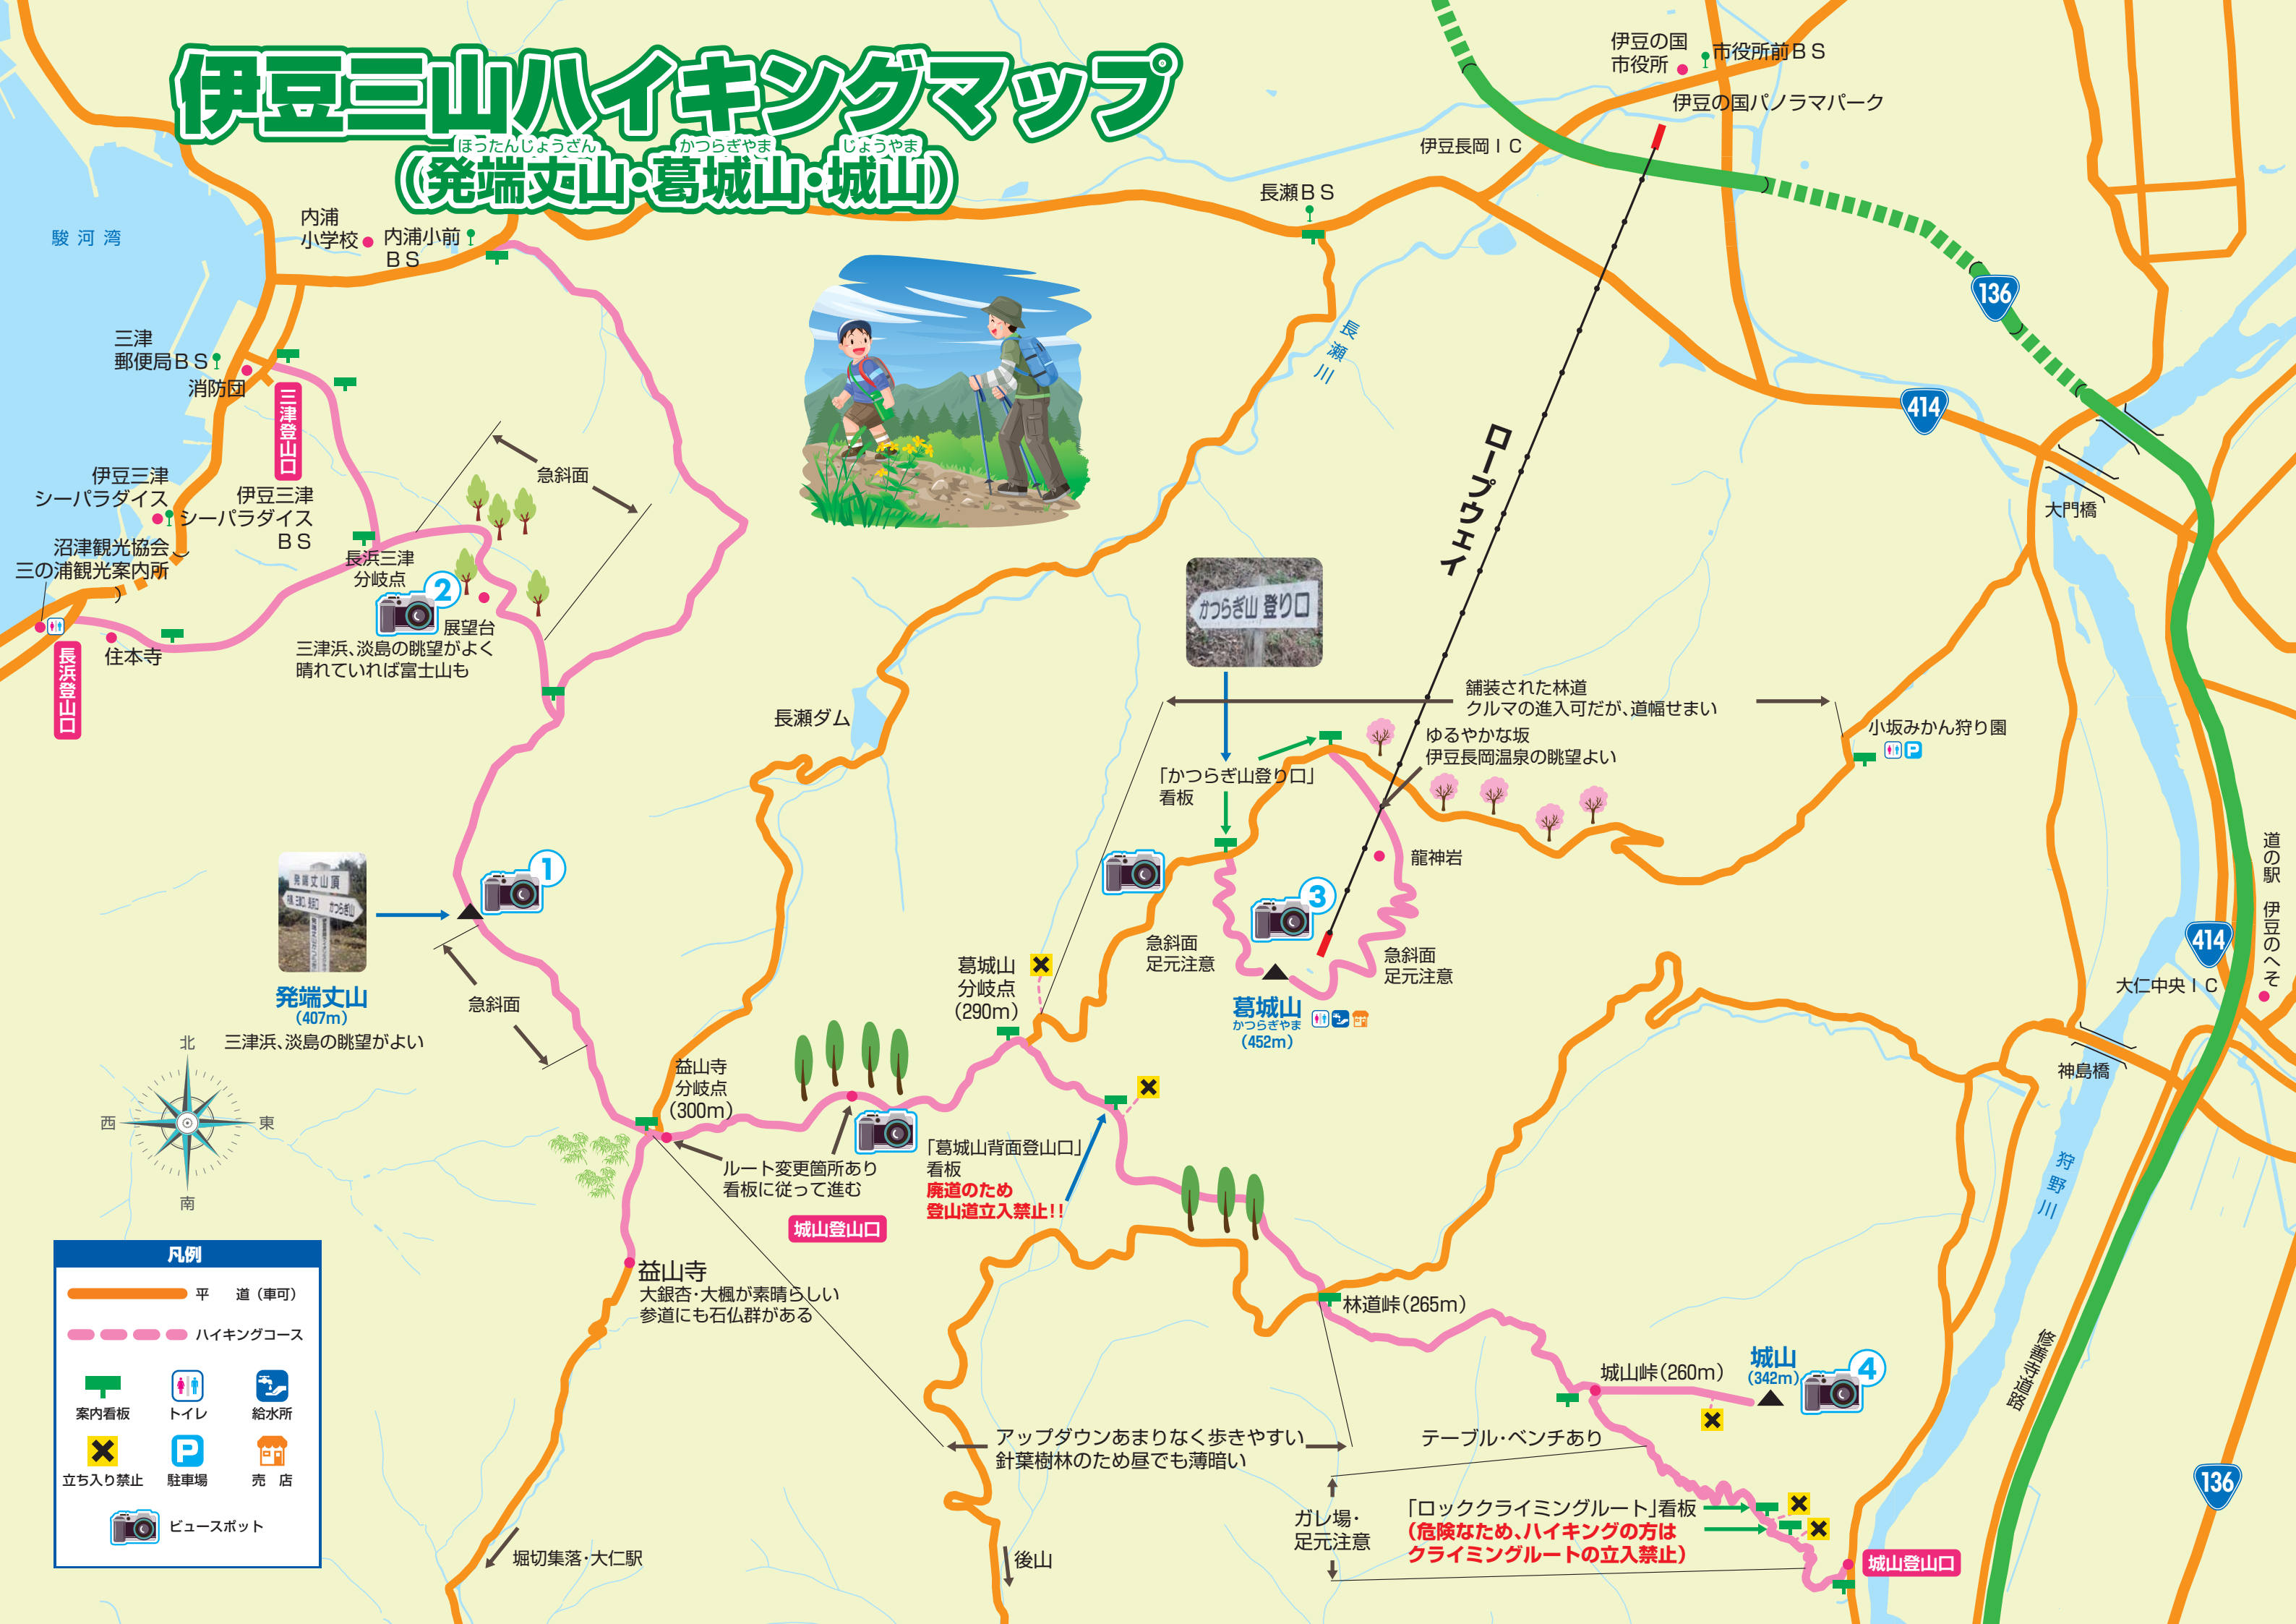 伊豆三山ハイキングマップ
ほったんじょうさん かつらぎやま じょうやま
（発端丈山・葛城山・城山）
駿河湾
内浦
小学校
内浦小前
ＢＳ
三津
郵便局ＢＳ
消防団
三津登山口
伊豆三津
シーパラダイス
伊豆三津
シーパラダイス
ＢＳ
沼津観光協会
三の浦観光案内所
長浜登山口
住本寺
長浜三津
分岐点
2
展望台
三津浜、淡島の眺望がよく
晴れていれば富士山も
急斜面
伊豆の国
市役所
市役所前ＢＳ
伊豆の国パノラマパーク
伊豆長岡ＩＣ
長瀬ＢＳ
長瀬川
ロープウェイ
136
414
大門橋
かつらぎ山 登り口
舗装された林道
クルマの進入可だが、道幅せまい
ゆるやかな坂
伊豆長岡温泉の眺望よい
小坂みかん狩り園
P
「かつらぎ山登り口」
看板
龍神岩
3
急斜面
足元注意
急斜面
足元注意
葛城山
かつらぎやま
（452m）
長瀬ダム
1
発端丈山頂
かつらぎ山
発端丈山
（407m）
三津浜、淡島の眺望がよい
急斜面
北
西
東
南
葛城山
分岐点
（290m）
益山寺
分岐点
（300m）
ルート変更箇所あり
看板に従って進む
「葛城山背面登山口」
看板
廃道のため
登山道立入禁止！！
城山登山口
益山寺
大銀杏・大楓が素晴らしい
参道にも石仏群がある
林道峠（265m）
道の駅 伊豆のへそ
414
大仁中央ＩＣ
神島橋
狩野川
修善寺道路
136
城山峠（260m）
城山
（342m）
4
アップダウンあまりなく歩きやすい
針葉樹林のため昼でも薄暗い
テーブル・ベンチあり
ガレ場・
足元注意
「ロッククライミングルート」看板
（危険なため、ハイキングの方は
クライミングルートの立入禁止）
城山登山口
堀切集落・大仁駅
後山
凡例
平 道（車可）
ハイキングコース
案内看板
トイレ
給水所
P
立ち入り禁止
駐車場
売 店
ビュースポット